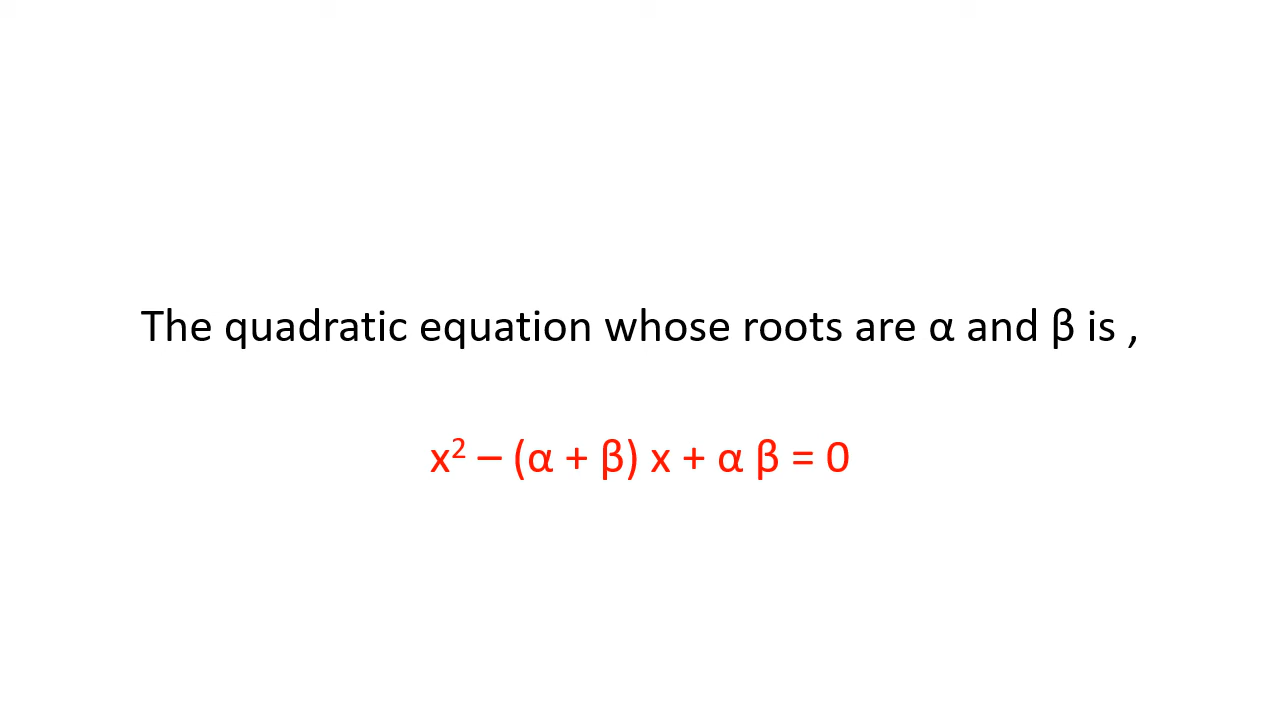 The quadratic equation whose roots are α and β is ,
x² – (α + β) x + α β = 0